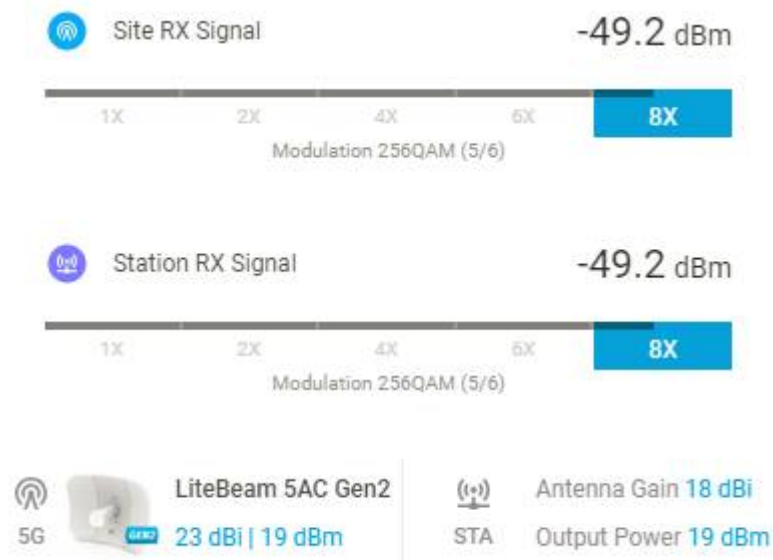 Site RX Signal -49.2 dBm
1X 2X 4X 6X 8X
Modulation 256QAM (5/6)
Station RX Signal -49.2 dBm
1X 2X 4X 6X 8X
Modulation 256QAM (5/6)
LiteBeam 5AC Gen2
5G
GEN2
23 dBi | 19 dBm
STA
Antenna Gain 18 dBi
Output Power 19 dBm